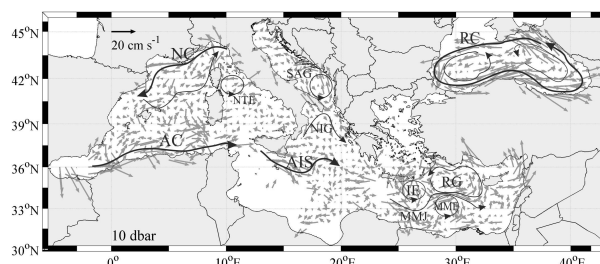 45°N
42°N
39°N
36°N
33°N
30°N
20 cm s⁻¹
NC
RC
SAG
NTE
NIG
AC
AIS
IE
RG
MMJ
MME
10 dbar
0°
10°E
20°E
30°E
40°E